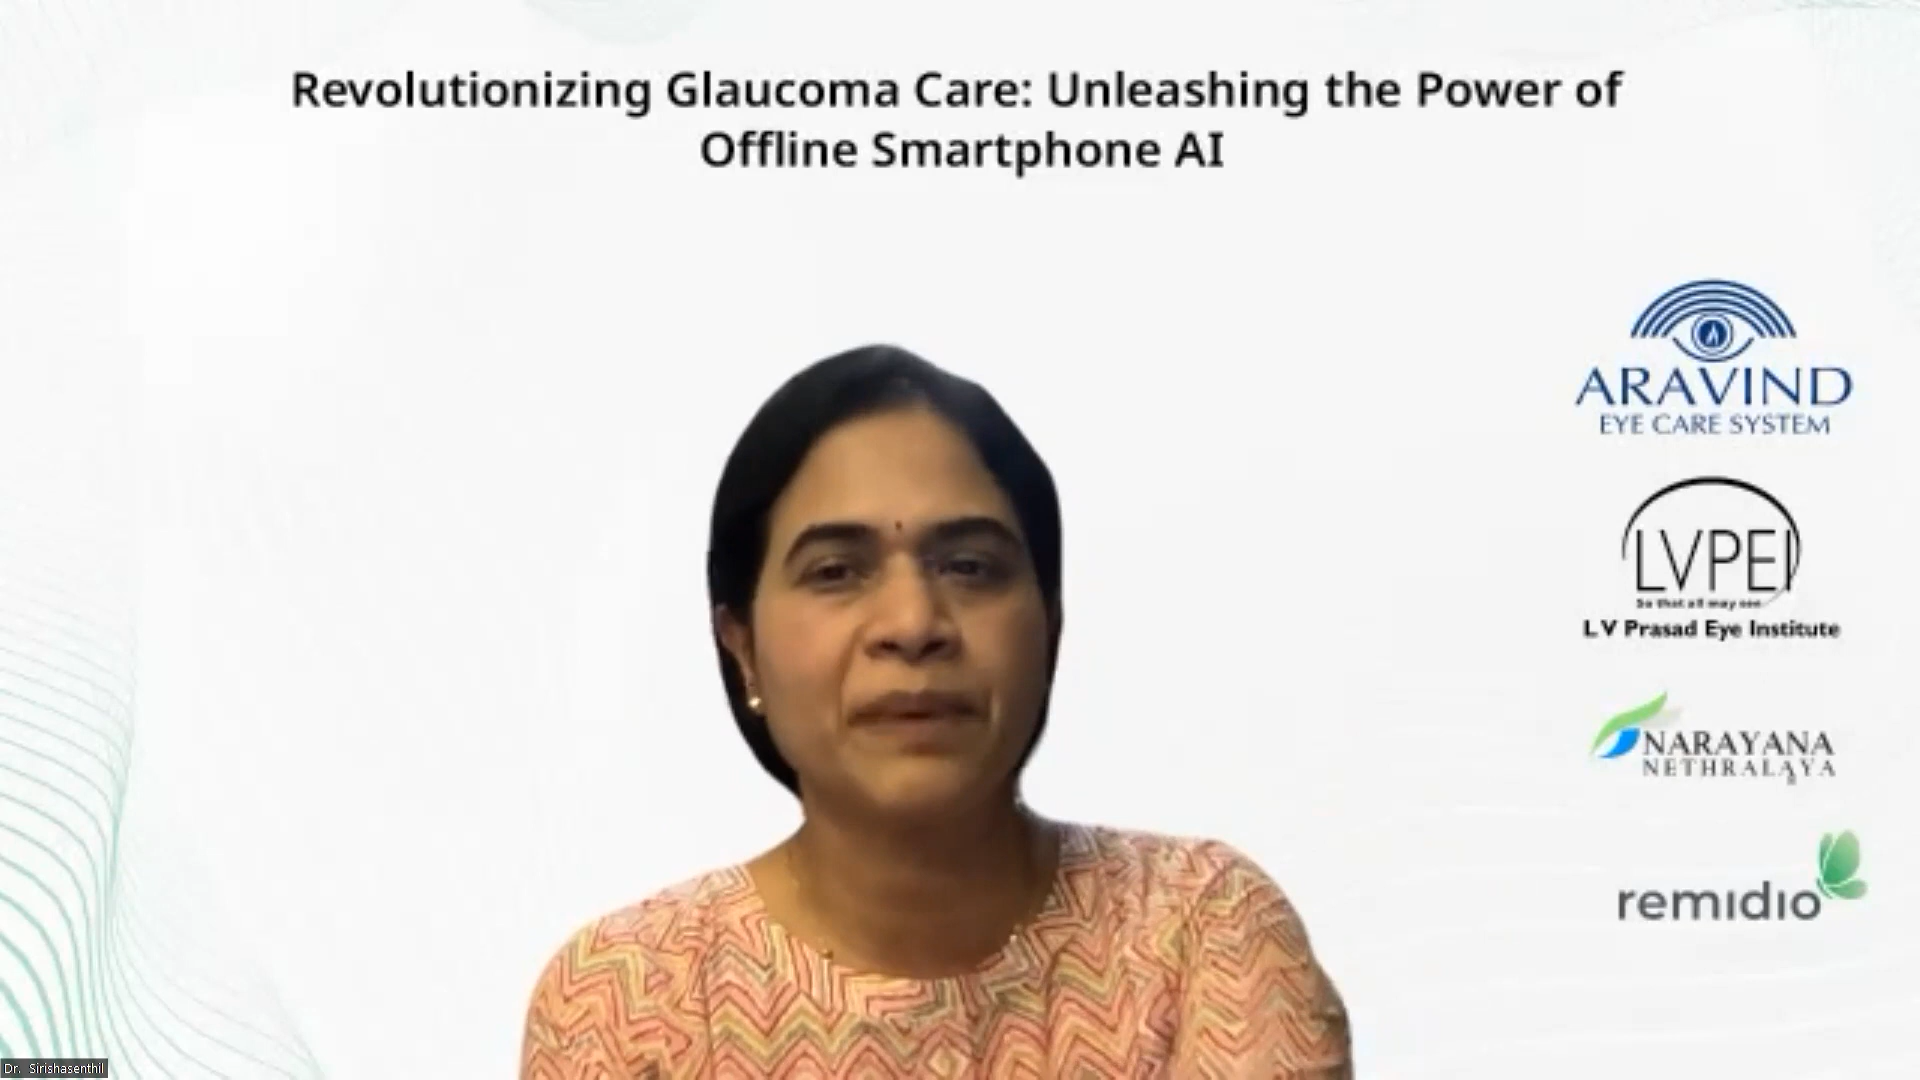 Revolutionizing Glaucoma Care: Unleashing the Power of
Offline Smartphone AI
ARAVIND
EYE CARE SYSTEM
LVPEI
So that all may see
L V Prasad Eye Institute
NARAYANA
NETHRALAYA
remidio
Dr. Sirishasenthil